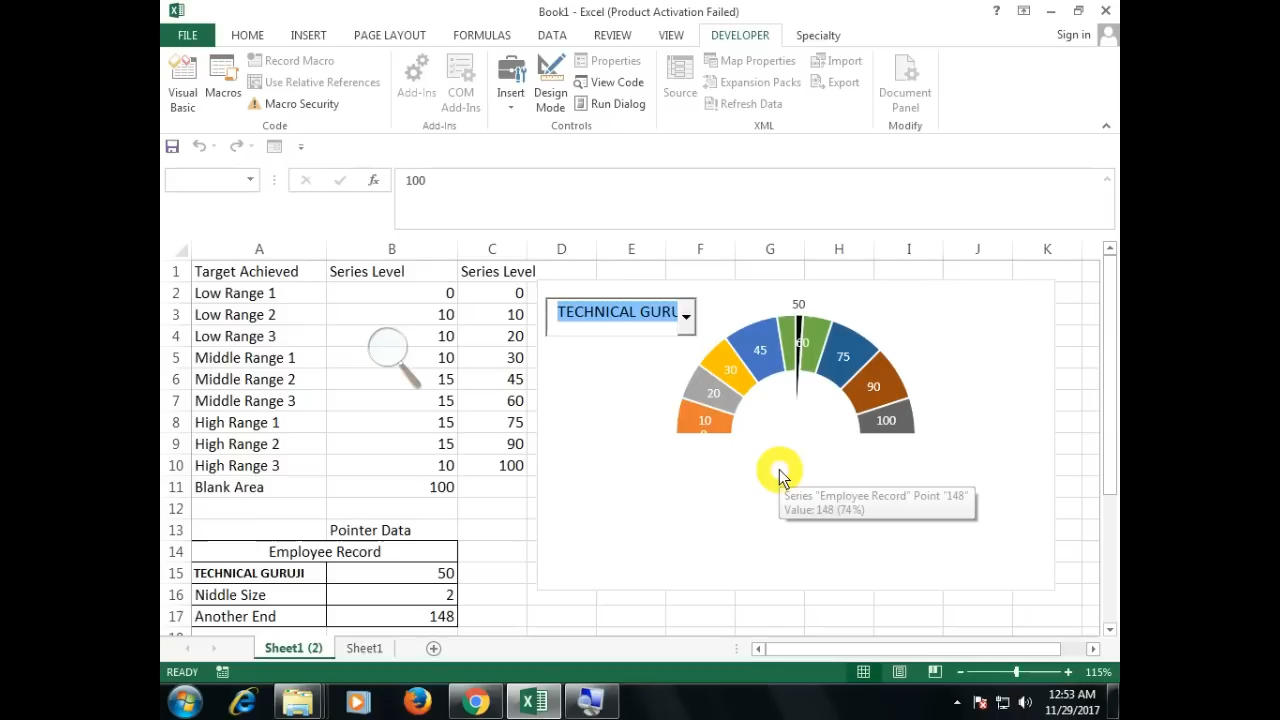 Book1 - Excel (Product Activation Failed)
FILE HOME INSERT PAGE LAYOUT FORMULAS DATA REVIEW VIEW DEVELOPER Specialty Sign in
Visual Basic
Macros
Record Macro
Use Relative References
Macro Security
Code
Add-Ins
COM Add-Ins
Add-Ins
Insert
Design Mode
Properties
View Code
Run Dialog
Controls
Source
Map Properties
Expansion Packs
Refresh Data
Import
Export
XML
Document Panel
Modify
fx 100
A B C D E F G H I J K
1 Target Achieved Series Level Series Level
2 Low Range 1 0 0
3 Low Range 2 10 10
4 Low Range 3 10 20
5 Middle Range 1 10 30
6 Middle Range 2 15 45
7 Middle Range 3 15 60
8 High Range 1 15 75
9 High Range 2 15 90
10 High Range 3 10 100
11 Blank Area 100
12
13 Pointer Data
14 Employee Record
15 TECHNICAL GURUJI 50
16 Niddle Size 2
17 Another End 148
TECHNICAL GURU
50
10
20
30
45
60
75
90
100
Series "Employee Record" Point "148"
Value: 148 (74%)
Sheet1 (2) Sheet1
READY 115%
12:53 AM
11/29/2017